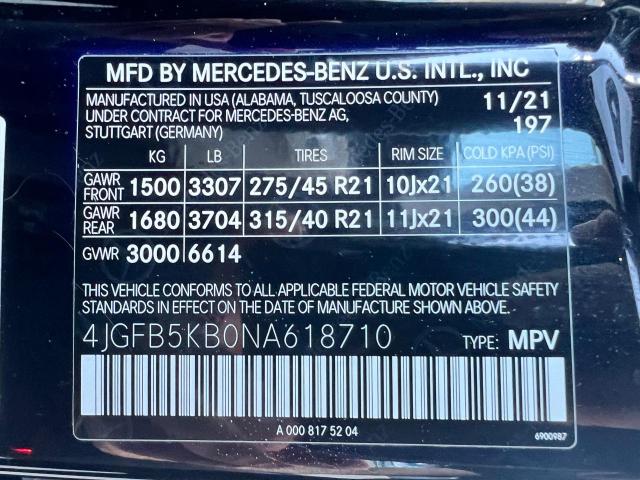 MFD BY MERCEDES-BENZ U.S. INTL., INC
MANUFACTURED IN USA (ALABAMA, TUSCALOOSA COUNTY) 11/21
UNDER CONTRACT FOR MERCEDES-BENZ AG, 197
STUTTGART (GERMANY)
KG LB TIRES RIM SIZE COLD KPA (PSI)
GAWR FRONT 1500 3307 275/45 R21 10Jx21 260(38)
GAWR REAR 1680 3704 315/40 R21 11Jx21 300(44)
GVWR 3000 6614
THIS VEHICLE CONFORMS TO ALL APPLICABLE FEDERAL MOTOR VEHICLE SAFETY
STANDARDS IN EFFECT ON THE DATE OF MANUFACTURE SHOWN ABOVE.
4JGFB5KB0NA618710 TYPE: MPV
A 000 817 52 04 6900987